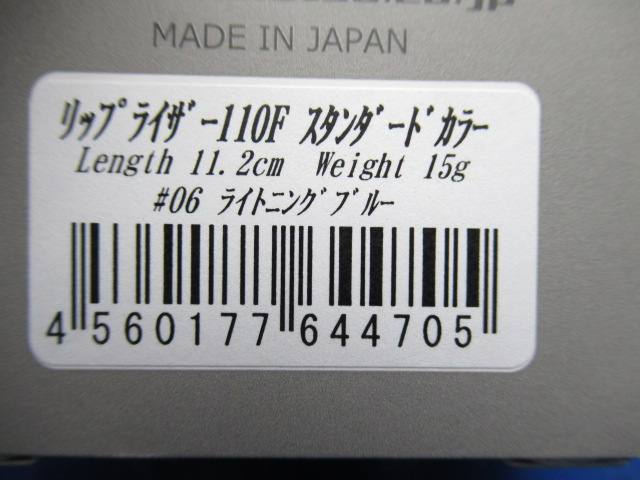 MADE IN JAPAN
リップライザー110F スタンダードカラー
Length 11.2cm Weight 15g
#06 ライトニングブルー
4 560177 644705